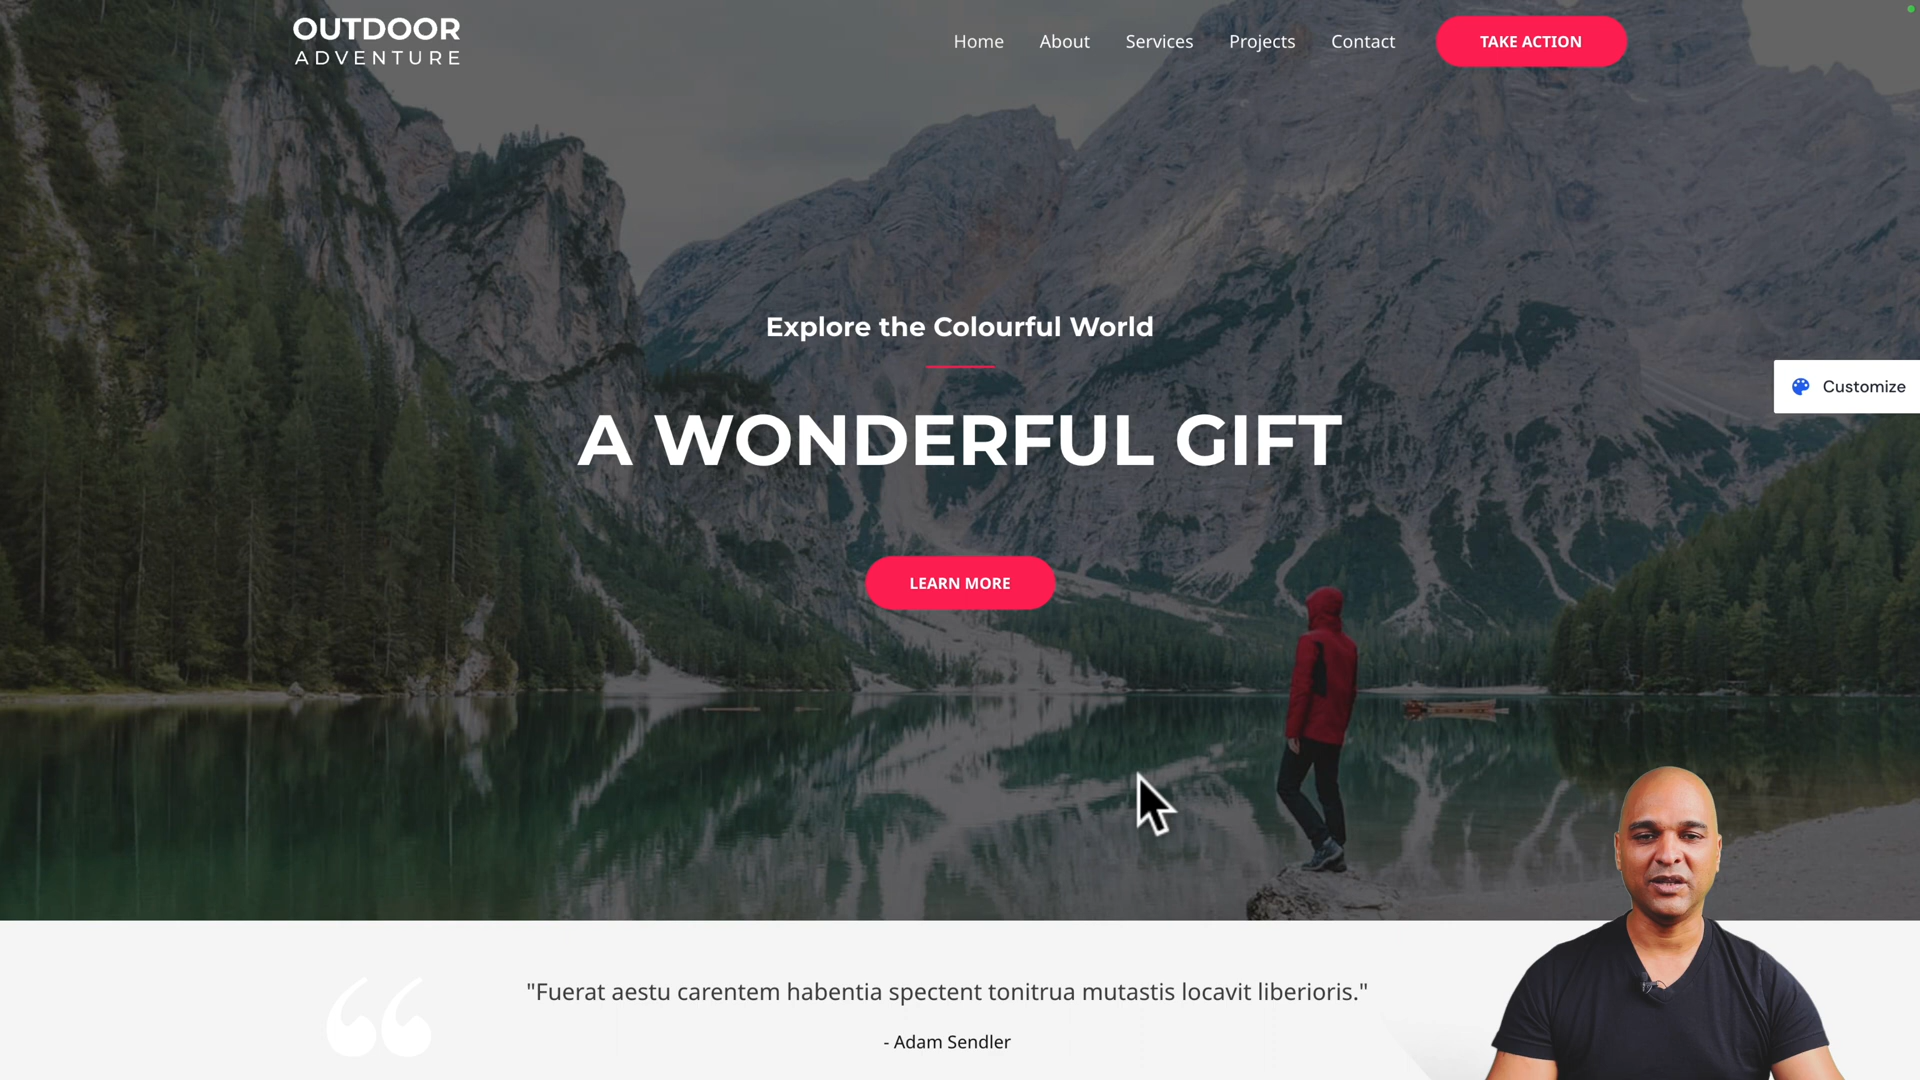 OUTDOOR
ADVENTURE
Home About Services Projects Contact TAKE ACTION
Explore the Colourful World
Customize
A WONDERFUL GIFT
LEARN MORE
"Fuerat aestu carentem habentia spectent tonitrua mutastis locavit liberioris."
- Adam Sendler